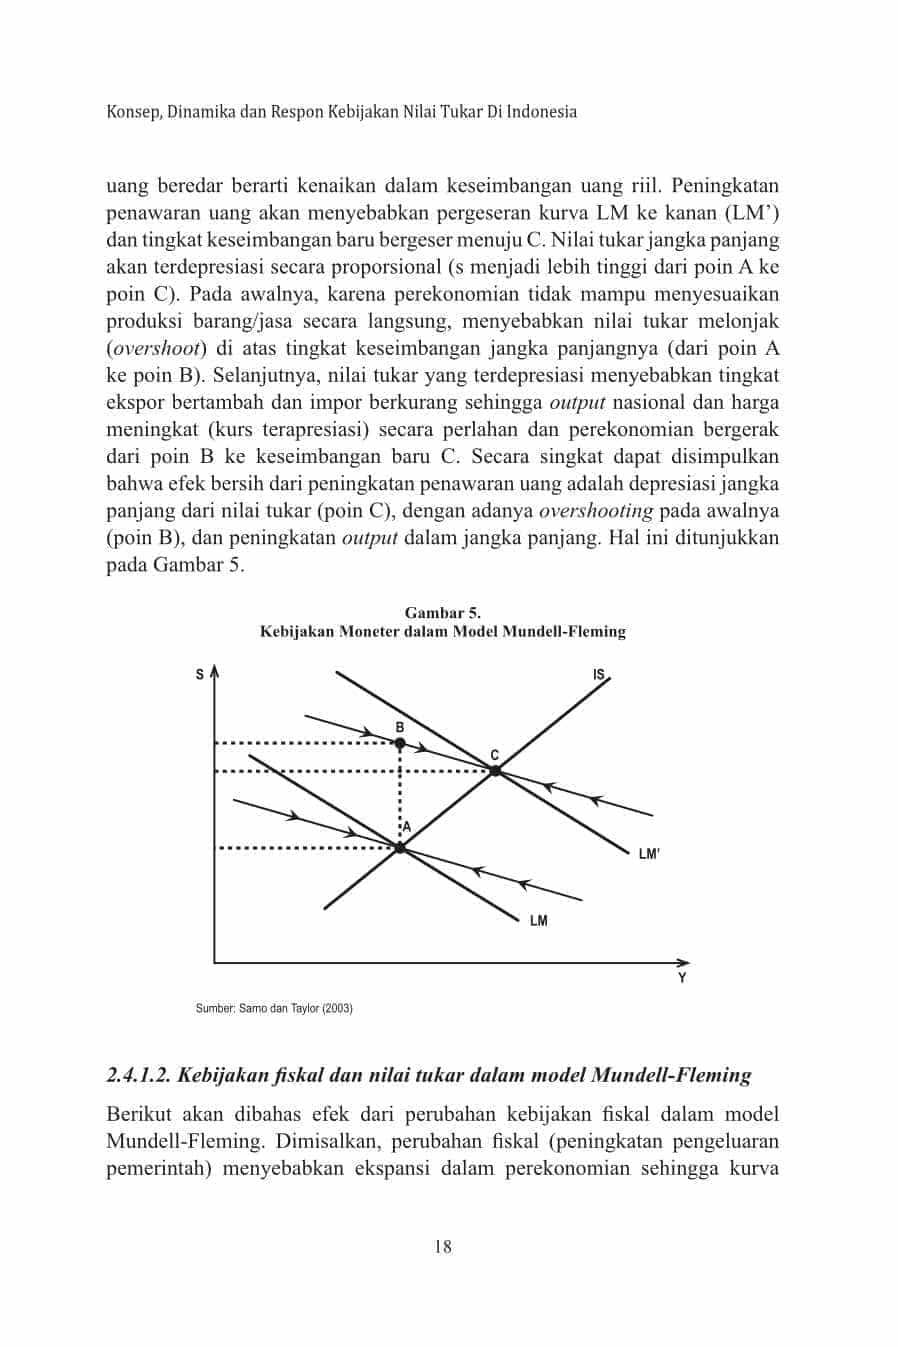 Konsep, Dinamika dan Respon Kebijakan Nilai Tukar Di Indonesia
uang beredar berarti kenaikan dalam keseimbangan uang riil. Peningkatan
penawaran uang akan menyebabkan pergeseran kurva LM ke kanan (LM’)
dan tingkat keseimbangan baru bergeser menuju C. Nilai tukar jangka panjang
akan terdepresiasi secara proporsional (s menjadi lebih tinggi dari poin A ke
poin C). Pada awalnya, karena perekonomian tidak mampu menyesuaikan
produksi barang/jasa secara langsung, menyebabkan nilai tukar melonjak
(overshoot) di atas tingkat keseimbangan jangka panjangnya (dari poin A
ke poin B). Selanjutnya, nilai tukar yang terdepresiasi menyebabkan tingkat
ekspor bertambah dan impor berkurang sehingga output nasional dan harga
meningkat (kurs terapresiasi) secara perlahan dan perekonomian bergerak
dari poin B ke keseimbangan baru C. Secara singkat dapat disimpulkan
bahwa efek bersih dari peningkatan penawaran uang adalah depresiasi jangka
panjang dari nilai tukar (poin C), dengan adanya overshooting pada awalnya
(poin B), dan peningkatan output dalam jangka panjang. Hal ini ditunjukkan
pada Gambar 5.
Gambar 5.
Kebijakan Moneter dalam Model Mundell-Fleming
S
IS
B
C
A
LM’
LM
Y
Sumber: Sarno dan Taylor (2003)
2.4.1.2. Kebijakan fiskal dan nilai tukar dalam model Mundell-Fleming
Berikut akan dibahas efek dari perubahan kebijakan fiskal dalam model
Mundell-Fleming. Dimisalkan, perubahan fiskal (peningkatan pengeluaran
pemerintah) menyebabkan ekspansi dalam perekonomian sehingga kurva
18